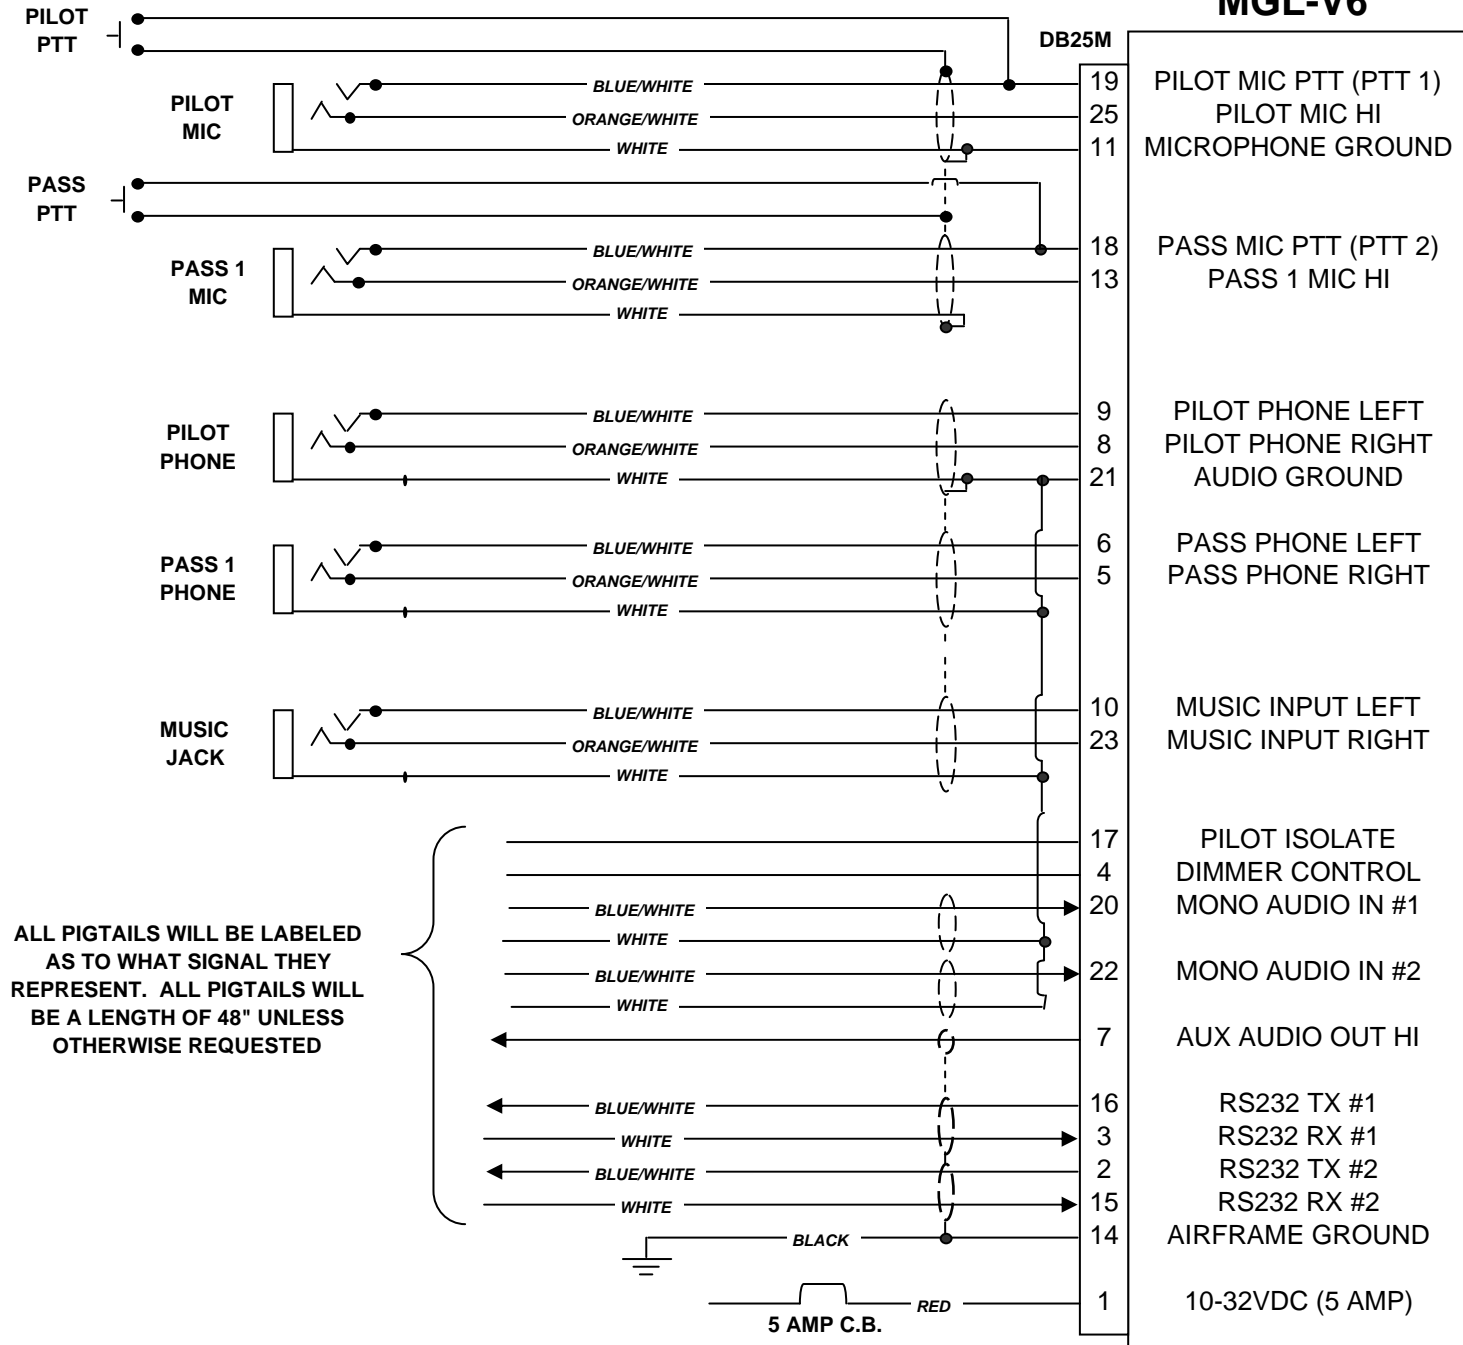 MGL-V6
DB25M
PILOT
PTT
BLUE/WHITE 19 PILOT MIC PTT (PTT 1)
PILOT
MIC
ORANGE/WHITE 25 PILOT MIC HI
WHITE 11 MICROPHONE GROUND
PASS
PTT
BLUE/WHITE 18 PASS MIC PTT (PTT 2)
PASS 1
MIC
ORANGE/WHITE 13 PASS 1 MIC HI
WHITE
BLUE/WHITE 9 PILOT PHONE LEFT
PILOT
PHONE
ORANGE/WHITE 8 PILOT PHONE RIGHT
WHITE 21 AUDIO GROUND
BLUE/WHITE 6 PASS PHONE LEFT
PASS 1
PHONE
ORANGE/WHITE 5 PASS PHONE RIGHT
WHITE
BLUE/WHITE 10 MUSIC INPUT LEFT
MUSIC
JACK
ORANGE/WHITE 23 MUSIC INPUT RIGHT
WHITE
17 PILOT ISOLATE
4 DIMMER CONTROL
BLUE/WHITE 20 MONO AUDIO IN #1
WHITE
BLUE/WHITE 22 MONO AUDIO IN #2
WHITE
ALL PIGTAILS WILL BE LABELED
AS TO WHAT SIGNAL THEY
REPRESENT. ALL PIGTAILS WILL
BE A LENGTH OF 48" UNLESS
OTHERWISE REQUESTED
7 AUX AUDIO OUT HI
BLUE/WHITE 16 RS232 TX #1
WHITE 3 RS232 RX #1
BLUE/WHITE 2 RS232 TX #2
WHITE 15 RS232 RX #2
BLACK 14 AIRFRAME GROUND
RED 1 10-32VDC (5 AMP)
5 AMP C.B.